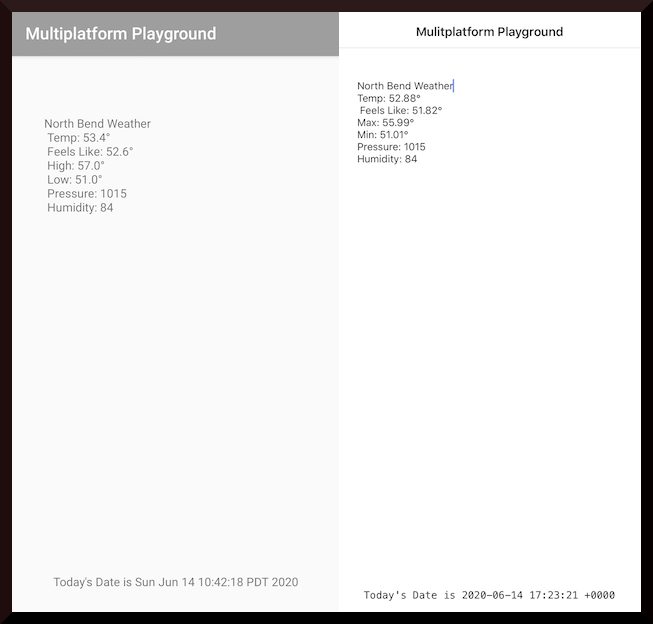 Multiplatform Playground
North Bend Weather
Temp: 53.4°
Feels Like: 52.6°
High: 57.0°
Low: 51.0°
Pressure: 1015
Humidity: 84
Today's Date is Sun Jun 14 10:42:18 PDT 2020
Mulitplatform Playground
North Bend Weather
Temp: 52.88°
Feels Like: 51.82°
Max: 55.99°
Min: 51.01°
Pressure: 1015
Humidity: 84
Today's Date is 2020-06-14 17:23:21 +0000